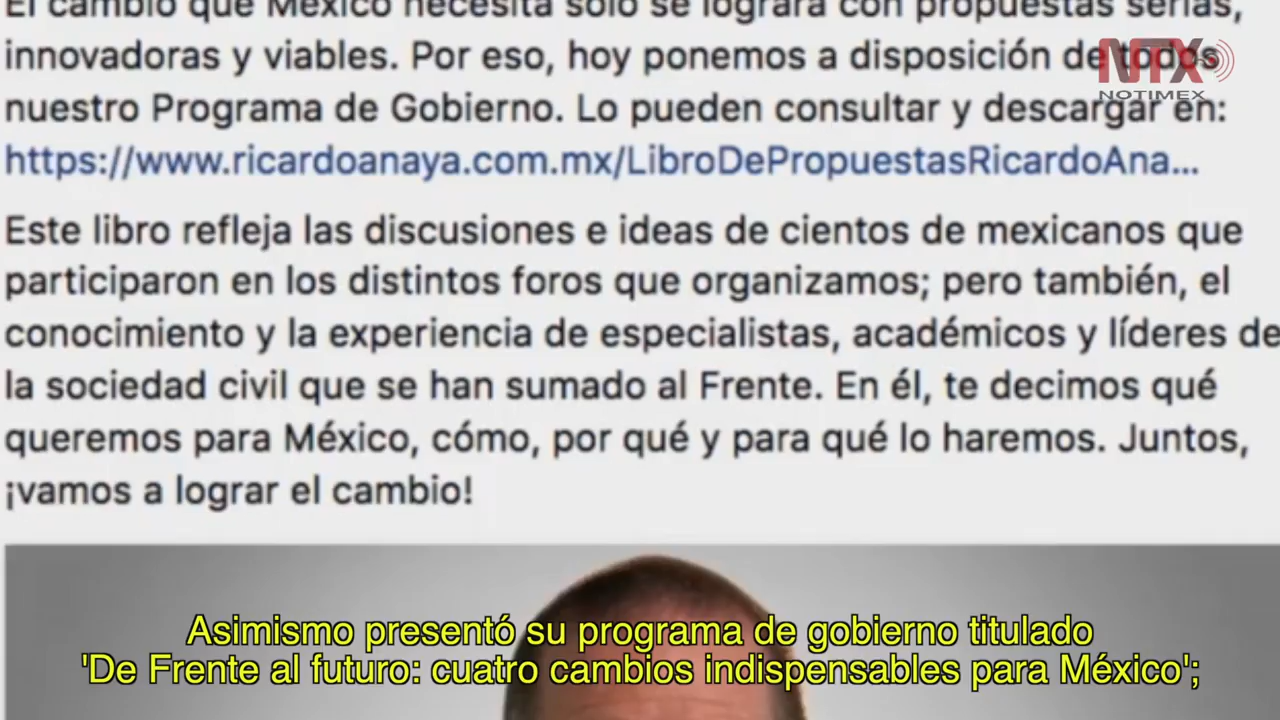 El cambio que México necesita sólo se logrará con propuestas serias,
innovadoras y viables. Por eso, hoy ponemos a disposición de todos
nuestro Programa de Gobierno. Lo pueden consultar y descargar en:
https://www.ricardoanaya.com.mx/LibroDePropuestasRicardoAna...
Este libro refleja las discusiones e ideas de cientos de mexicanos que
participaron en los distintos foros que organizamos; pero también, el
conocimiento y la experiencia de especialistas, académicos y líderes de
la sociedad civil que se han sumado al Frente. En él, te decimos qué
queremos para México, cómo, por qué y para qué lo haremos. Juntos,
¡vamos a lograr el cambio!
NTX
NOTIMEX
Asimismo presentó su programa de gobierno titulado
'De Frente al futuro: cuatro cambios indispensables para México';